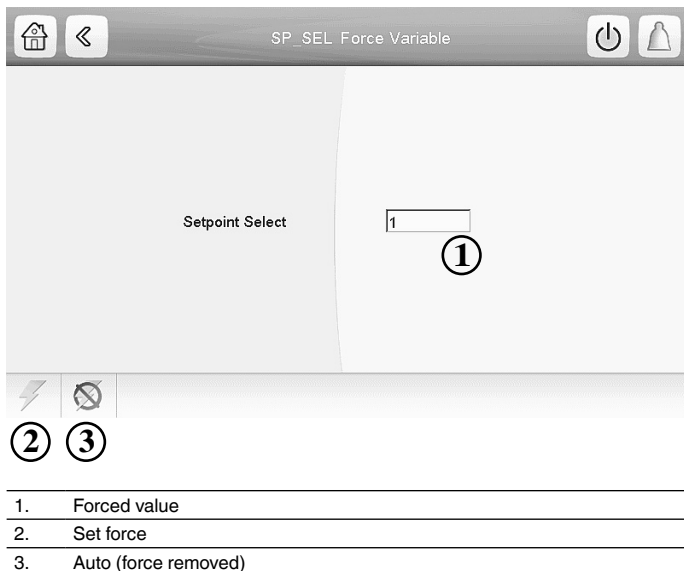 SP_SEL Force Variable
Setpoint Select
1
1
2 3
1. Forced value
2. Set force
3. Auto (force removed)